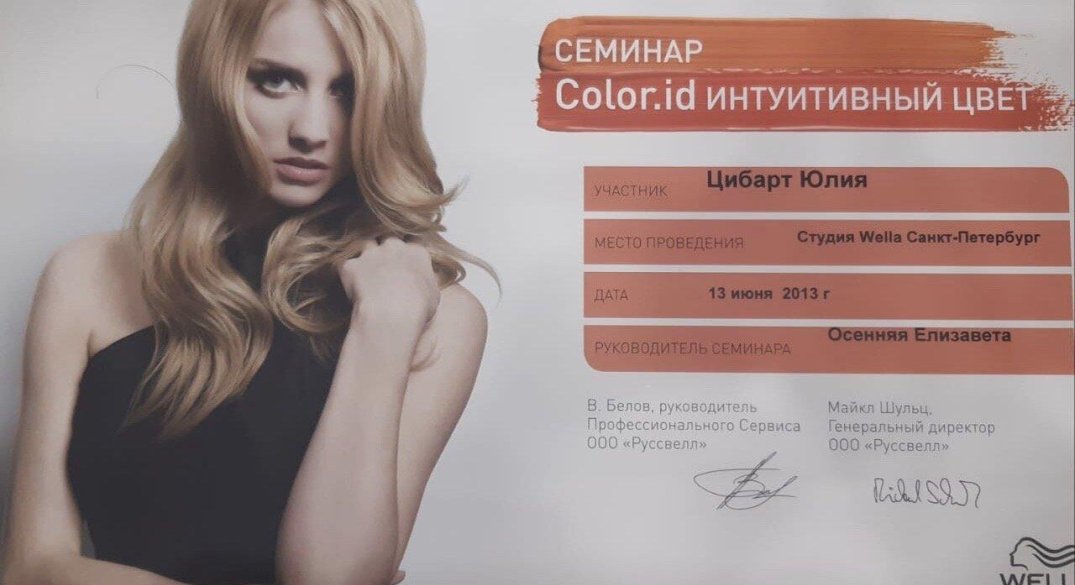 СЕМИНАР
Color.id ИНТУИТИВНЫЙ ЦВЕТ
УЧАСТНИК Цибарт Юлия
МЕСТО ПРОВЕДЕНИЯ Студия Wella Санкт-Петербург
ДАТА 13 июня 2013 г
РУКОВОДИТЕЛЬ СЕМИНАРА Осенняя Елизавета
В. Белов, руководитель
Профессионального Сервиса
ООО «Руссвелл»
Майкл Шульц,
Генеральный директор
ООО «Руссвелл»
WELL